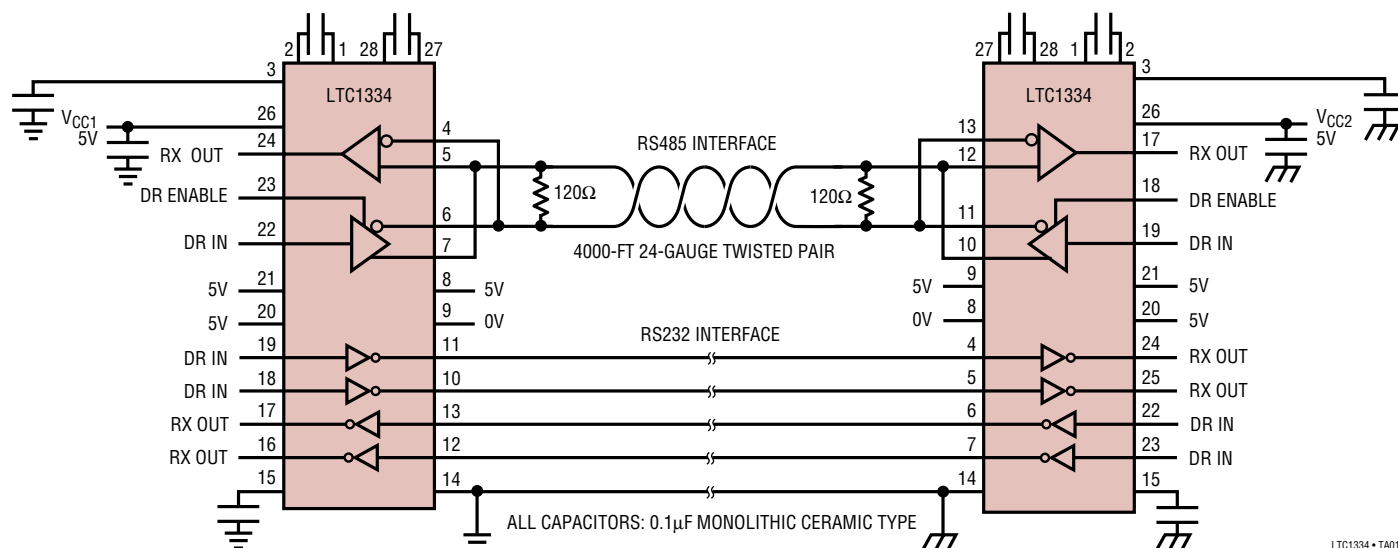 2 1 28 27
27 28 1 2
3
3
LTC1334
LTC1334
26
26
VCC1
5V
VCC2
5V
24
RX OUT
4
5
RS485 INTERFACE
13
12
17
RX OUT
23
DR ENABLE
120Ω
120Ω
18
DR ENABLE
22
DR IN
6
7
4000-FT 24-GAUGE TWISTED PAIR
11
10
19
DR IN
21
5V
8
5V
9
5V
21
5V
20
5V
9
0V
8
0V
20
5V
RS232 INTERFACE
DR IN
19
11
4
24
RX OUT
DR IN
18
10
5
25
RX OUT
RX OUT
17
13
6
22
DR IN
RX OUT
16
12
7
23
DR IN
15
14
14
15
ALL CAPACITORS: 0.1µF MONOLITHIC CERAMIC TYPE
LTC1334 • TA01